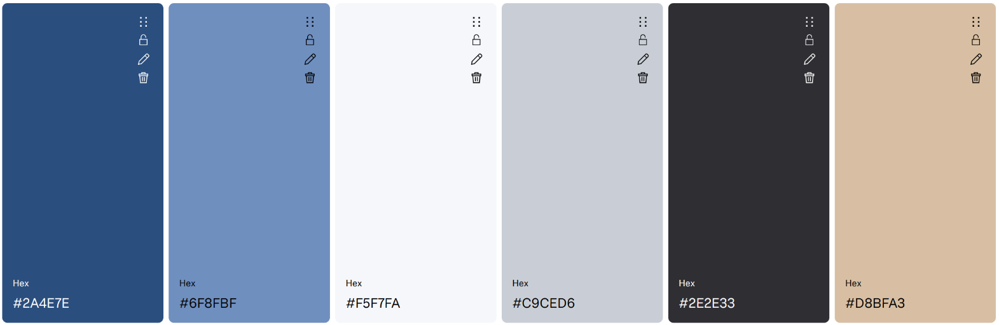 Hex
#2A4E7E
Hex
#6F8FBF
Hex
#F5F7FA
Hex
#C9CED6
Hex
#2E2E33
Hex
#D8BFA3